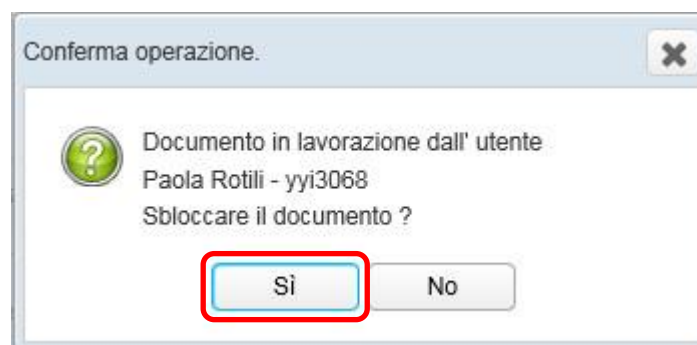 Conferma operazione.
Documento in lavorazione dall' utente
Paola Rotili - yyi3068
Sbloccare il documento ?
Sì No